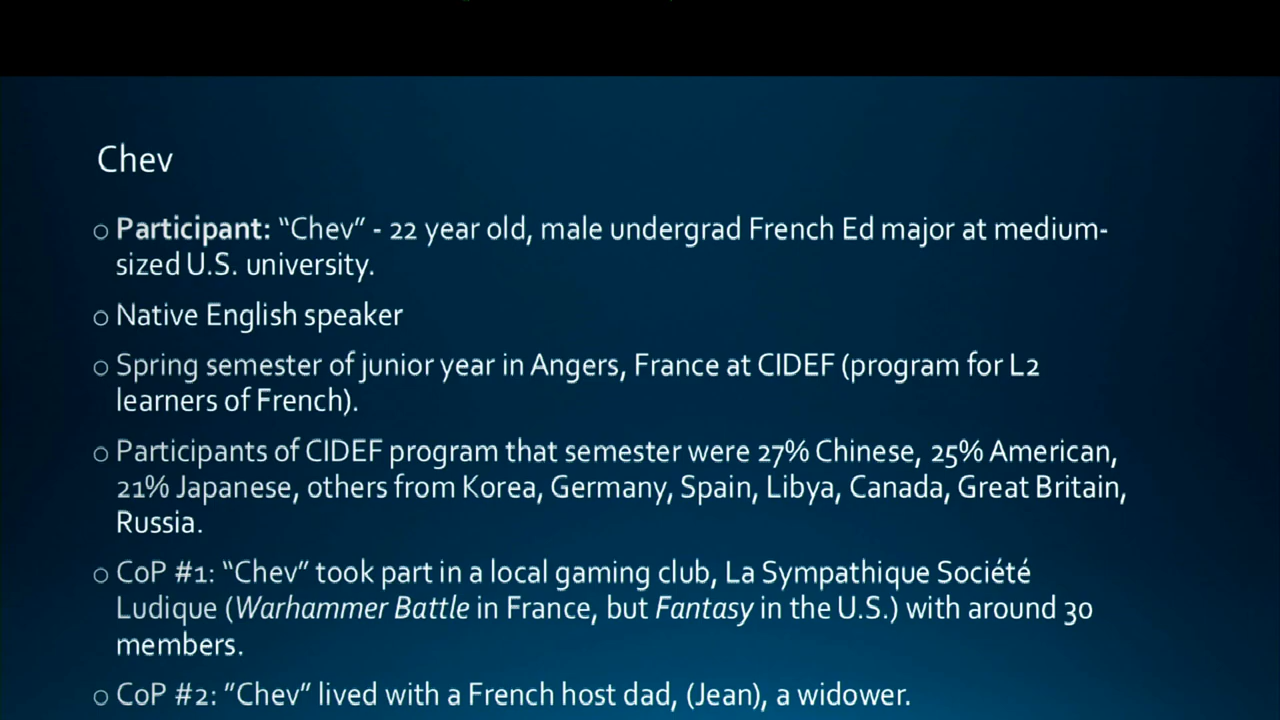 Chev
○ Participant: “Chev” - 22 year old, male undergrad French Ed major at medium-
sized U.S. university.
○ Native English speaker
○ Spring semester of junior year in Angers, France at CIDEF (program for L2
learners of French).
○ Participants of CIDEF program that semester were 27% Chinese, 25% American,
21% Japanese, others from Korea, Germany, Spain, Libya, Canada, Great Britain,
Russia.
○ CoP #1: “Chev” took part in a local gaming club, La Sympathique Société
Ludique (Warhammer Battle in France, but Fantasy in the U.S.) with around 30
members.
○ CoP #2: “Chev” lived with a French host dad, (Jean), a widower.